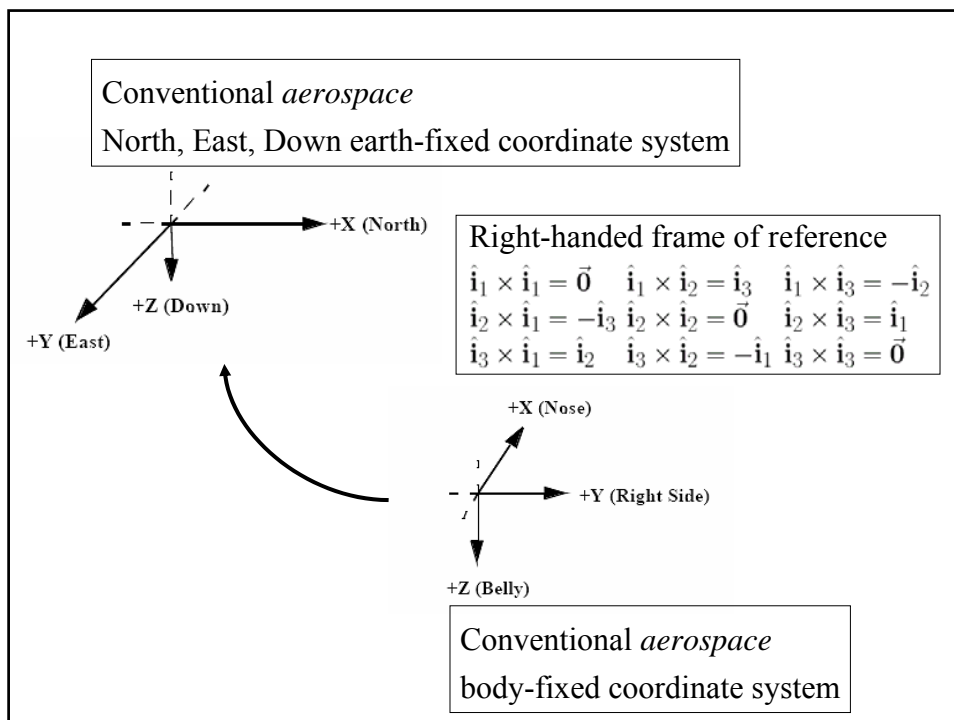 Conventional aerospace
North, East, Down earth-fixed coordinate system
+X (North)
+Z (Down)
+Y (East)
Right-handed frame of reference
î₁ × î₁ = 0⃗ î₁ × î₂ = î₃ î₁ × î₃ = −î₂
î₂ × î₁ = −î₃ î₂ × î₂ = 0⃗ î₂ × î₃ = î₁
î₃ × î₁ = î₂ î₃ × î₂ = −î₁ î₃ × î₃ = 0⃗
+X (Nose)
+Y (Right Side)
+Z (Belly)
Conventional aerospace
body-fixed coordinate system